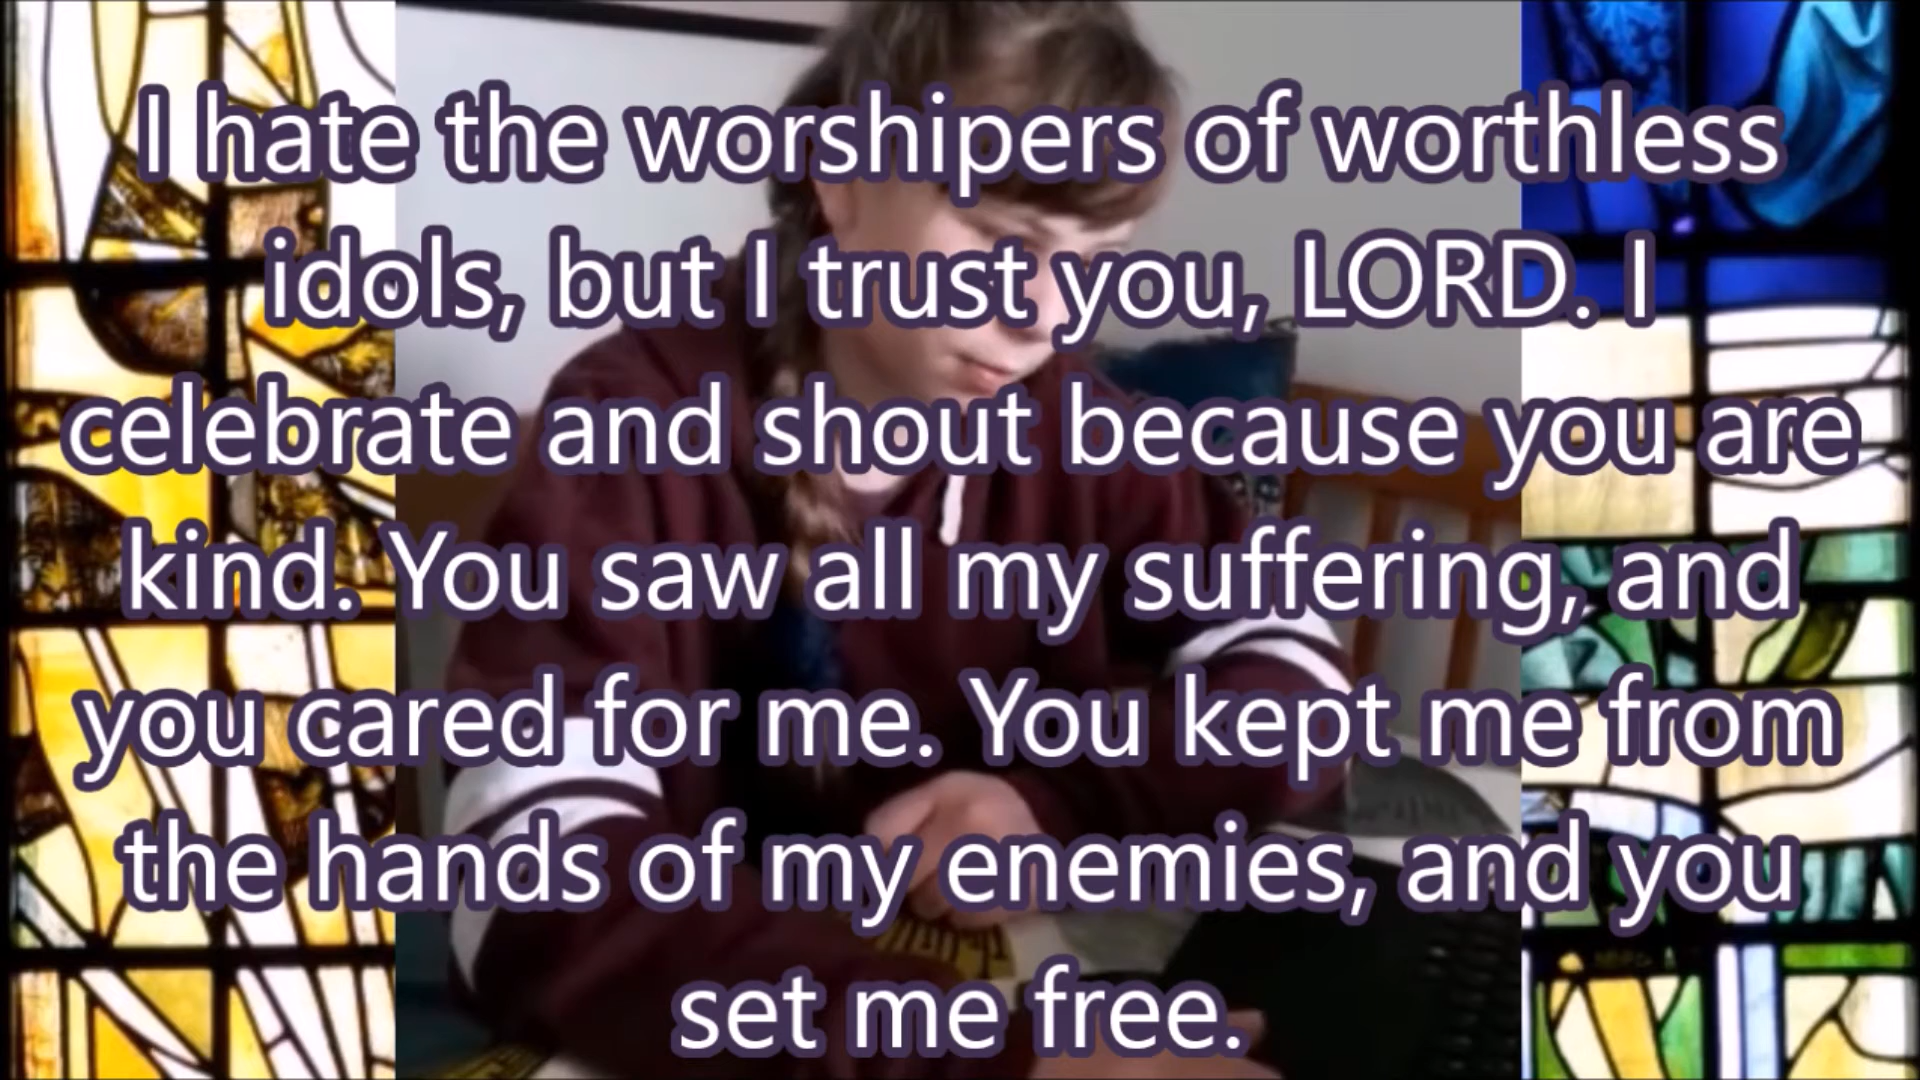 I hate the worshipers of worthless
idols, but I trust you, LORD. I
celebrate and shout because you are
kind. You saw all my suffering, and
you cared for me. You kept me from
the hands of my enemies, and you
set me free.